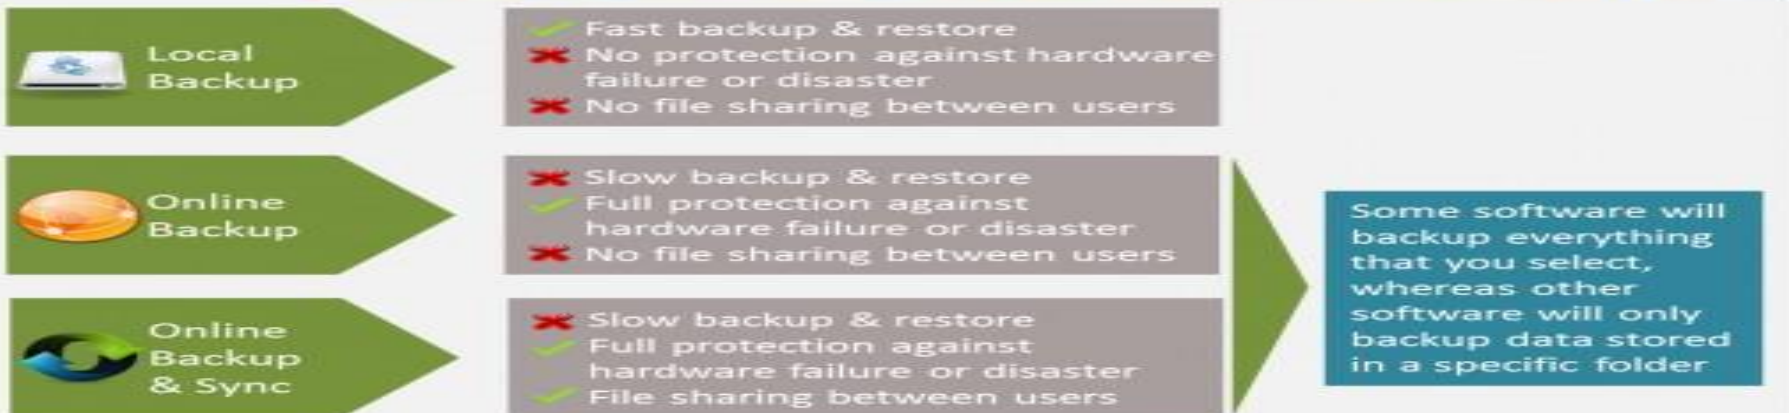 Local
Backup
Fast backup & restore
No protection against hardware
failure or disaster
No file sharing between users
Online
Backup
Slow backup & restore
Full protection against
hardware failure or disaster
No file sharing between users
Online
Backup
& Sync
Slow backup & restore
Full protection against
hardware failure or disaster
File sharing between users
Some software will
backup everything
that you select,
whereas other
software will only
backup data stored
in a specific folder